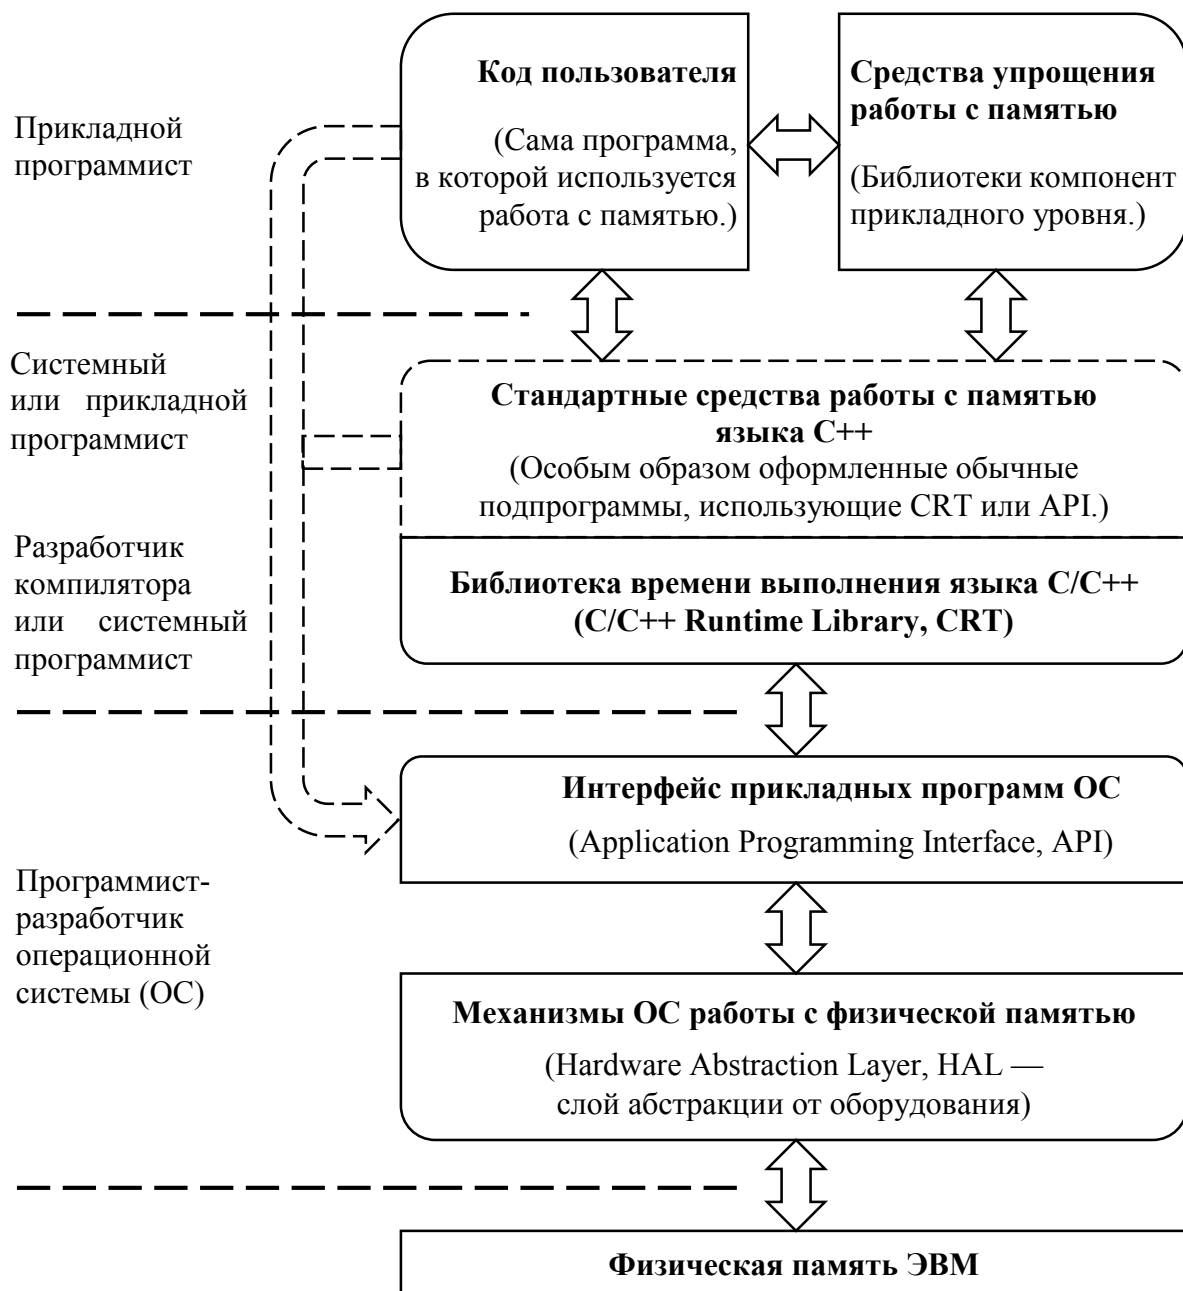 Прикладной
программист
Код пользователя
(Сама программа,
в которой используется
работа с памятью.)
Средства упрощения
работы с памятью
(Библиотеки компонент
прикладного уровня.)
Системный
или прикладной
программист
Стандартные средства работы с памятью
языка C++
(Особым образом оформленные обычные
подпрограммы, использующие CRT или API.)
Разработчик
компилятора
или системный
программист
Библиотека времени выполнения языка C/C++
(C/C++ Runtime Library, CRT)
Интерфейс прикладных программ ОС
(Application Programming Interface, API)
Программист-
разработчик
операционной
системы (ОС)
Механизмы ОС работы с физической памятью
(Hardware Abstraction Layer, HAL —
слой абстракции от оборудования)
Физическая память ЭВМ